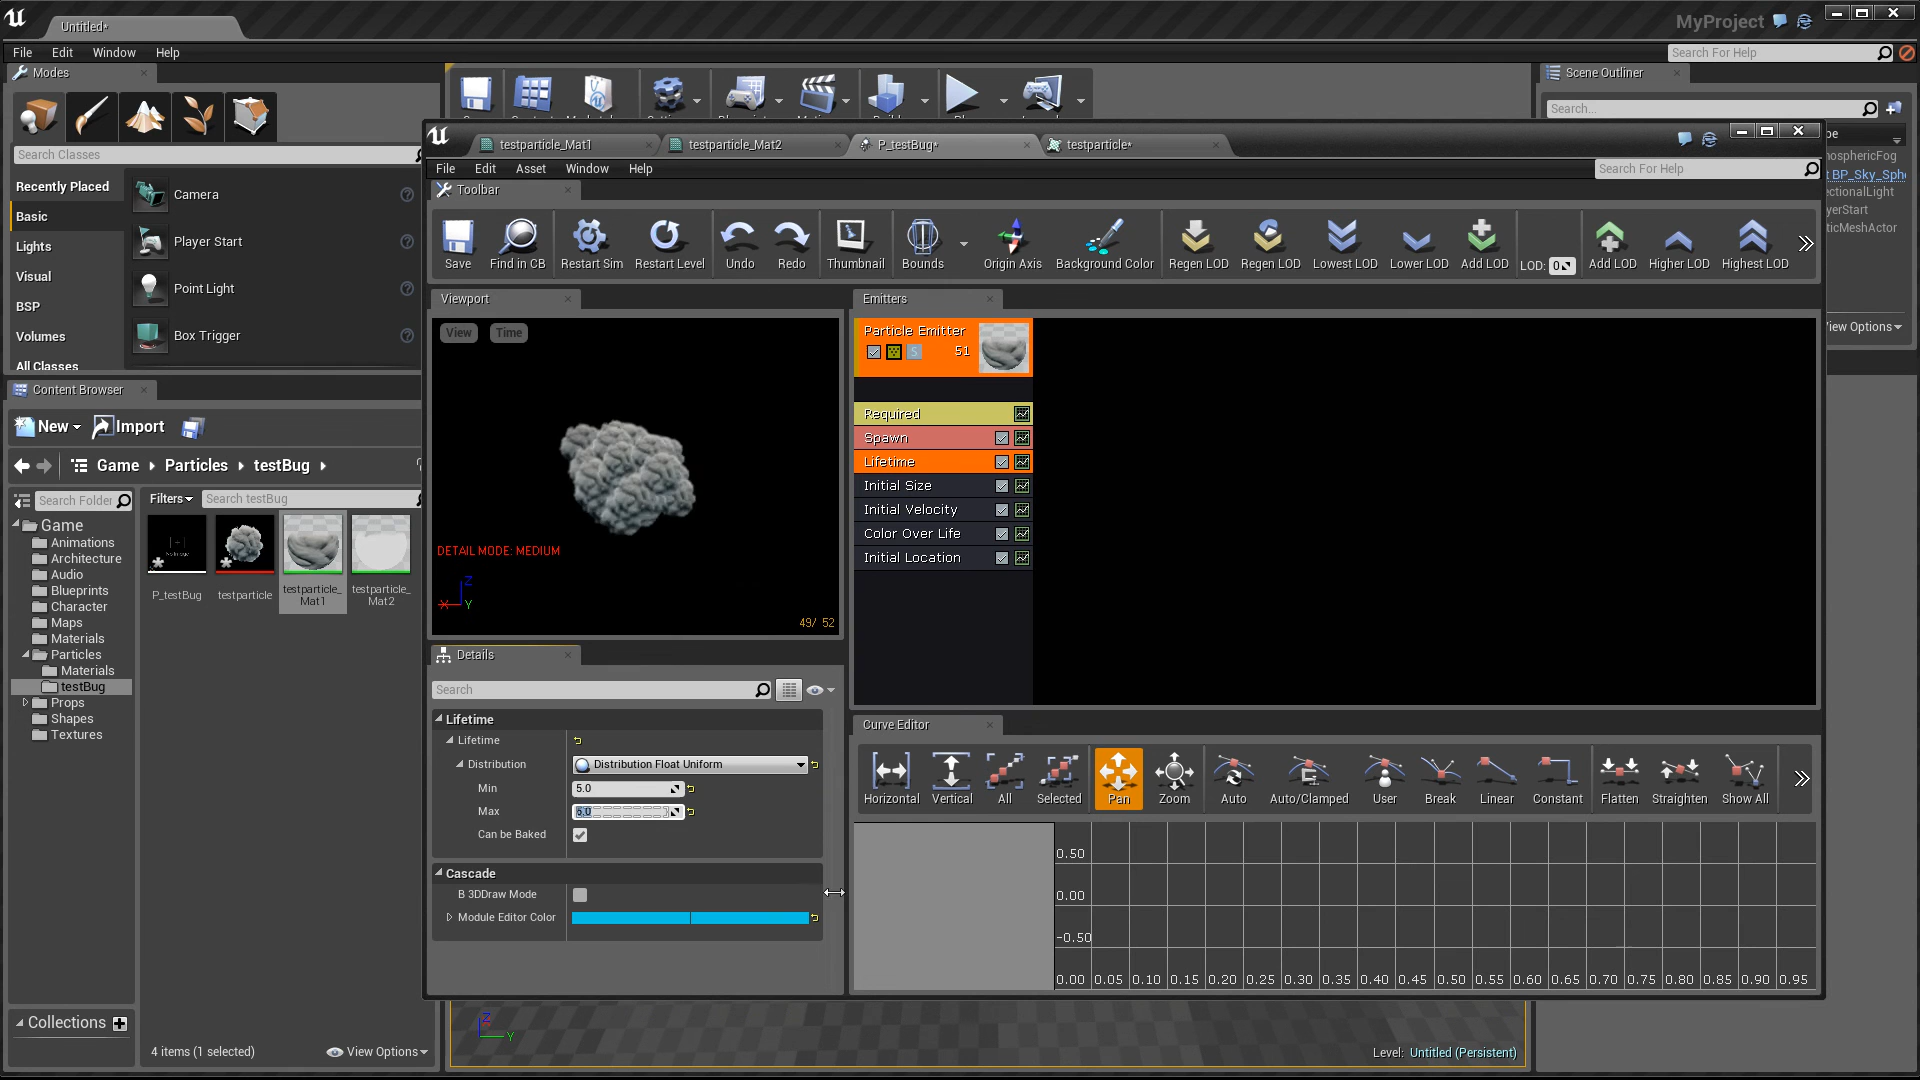 Untitled*
MyProject
File Edit Window Help
Search For Help
Modes
Scene Outliner
Search...
Search Classes
Recently Placed
Basic
Lights
Visual
BSP
Volumes
All Classes
Camera
Player Start
Point Light
Box Trigger
testparticle_Mat1
testparticle_Mat2
P_testBug*
testparticle*
File Edit Asset Window Help
Search For Help
Toolbar
Save
Find in CB
Restart Sim
Restart Level
Undo
Redo
Thumbnail
Bounds
Origin Axis
Background Color
Regen LOD
Regen LOD
Lowest LOD
Lower LOD
Add LOD
LOD: 0
Add LOD
Higher LOD
Highest LOD
pe
nosphericFog
t BP_Sky_Sphe
ectionalLight
yerStart
ticMeshActor
View Options
Viewport
View Time
DETAIL MODE: MEDIUM
Z
X
Y
49/ 52
Emitters
Particle Emitter
S 51
Required
Spawn
Lifetime
Initial Size
Initial Velocity
Color Over Life
Initial Location
Content Browser
New
Import
Game Particles testBug
Search Folder
Filters
Search testBug
Game
Animations
Architecture
Audio
Blueprints
Character
Maps
Materials
Particles
Materials
testBug
Props
Shapes
Textures
P_testBug
testparticle
testparticle_
Mat1
testparticle_
Mat2
Collections
4 items (1 selected)
View Options
Details
Search
Lifetime
Lifetime
Distribution
Distribution Float Uniform
Min 5.0
Max
Can be Baked
Cascade
B 3DDraw Mode
Module Editor Color
Curve Editor
Horizontal
Vertical
All
Selected
Pan
Zoom
Auto
Auto/Clamped
User
Break
Linear
Constant
Flatten
Straighten
Show All
0.50
0.00
-0.50
0.00 0.05 0.10 0.15 0.20 0.25 0.30 0.35 0.40 0.45 0.50 0.55 0.60 0.65 0.70 0.75 0.80 0.85 0.90 0.95
Z
Y
Level: Untitled (Persistent)